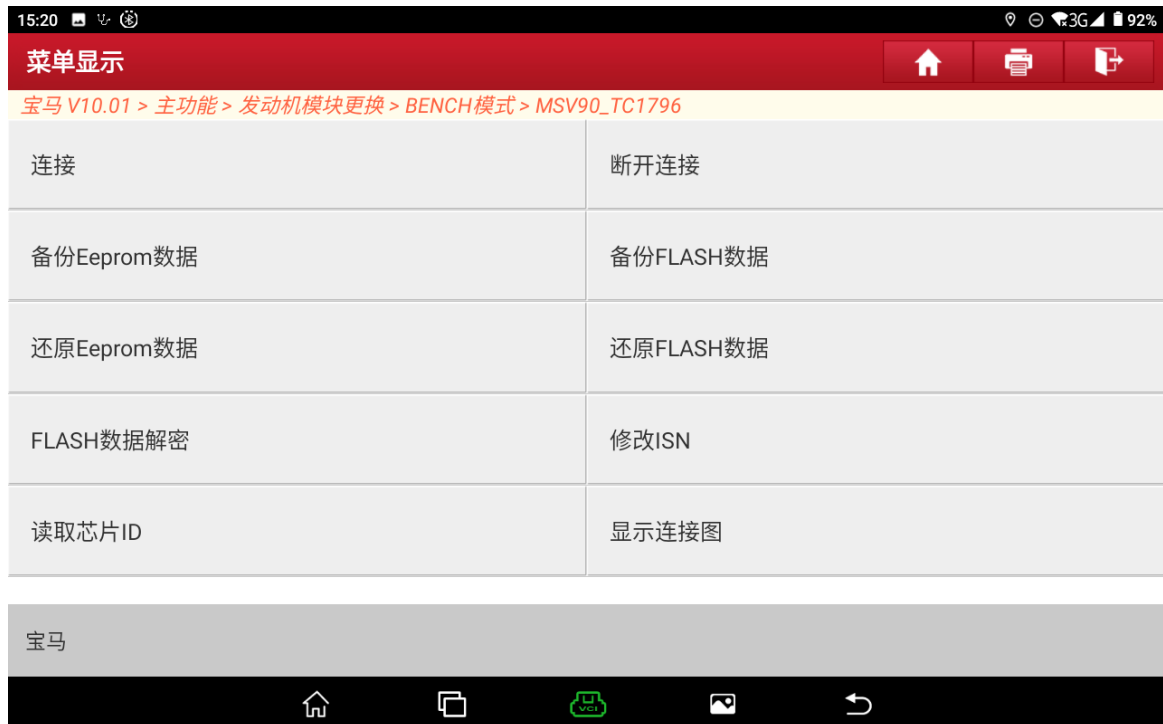 15:20 3G 92%
菜单显示
宝马 V10.01 > 主功能 > 发动机模块更换 > BENCH模式 > MSV90_TC1796
连接 断开连接
备份Eeprom数据 备份FLASH数据
还原Eeprom数据 还原FLASH数据
FLASH数据解密 修改ISN
读取芯片ID 显示连接图
宝马
VCI